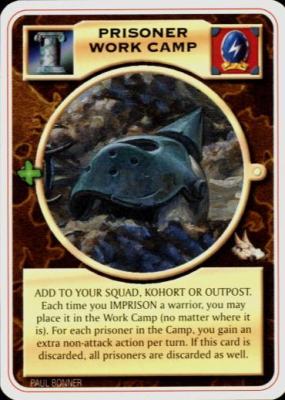 PRISONER
WORK CAMP
ADD TO YOUR SQUAD, KOHORT OR OUTPOST.
Each time you IMPRISON a warrior, you may
place it in the Work Camp (no matter where it
is). For each prisoner in the Camp, you gain an
extra non-attack action per turn. If this card is
discarded, all prisoners are discarded as well.
PAUL BONNER